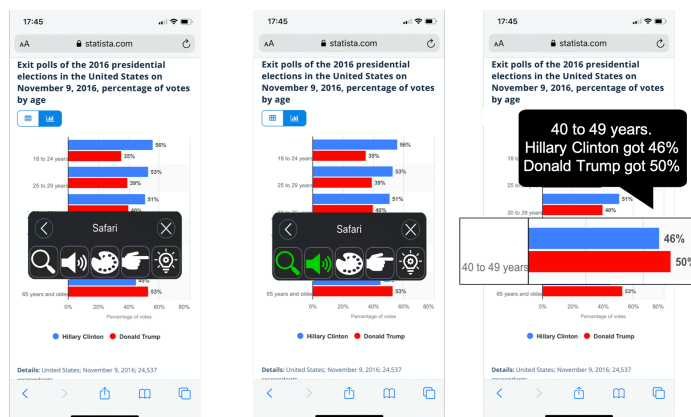 17:45
AA statista.com
Exit polls of the 2016 presidential
elections in the United States on
November 9, 2016, percentage of votes
by age
56%
18 to 24 years
35%
53%
25 to 29 years
39%
51%
40%
Safari
65 years and older
53%
0% 20% 40% 60% 80%
Percentage of votes
Hillary Clinton Donald Trump
Details: United States; November 9, 2016; 24,537
17:45
AA statista.com
Exit polls of the 2016 presidential
elections in the United States on
November 9, 2016, percentage of votes
by age
56%
18 to 24 years
35%
53%
25 to 29 years
39%
51%
40%
Safari
65 years and older
53%
0% 20% 40% 60% 80%
Percentage of votes
Hillary Clinton Donald Trump
Details: United States; November 9, 2016; 24,537
17:45
AA statista.com
Exit polls of the 2016 presidential
elections in the United States on
November 9, 2016, percentage of votes
by age
40 to 49 years.
Hillary Clinton got 46%
Donald Trump got 50%
51%
30 to 39 years
40%
46%
40 to 49 years
50%
65 years and older
53%
0% 20% 40% 60% 80%
Percentage of votes
Hillary Clinton Donald Trump
Details: United States; November 9, 2016; 24,537